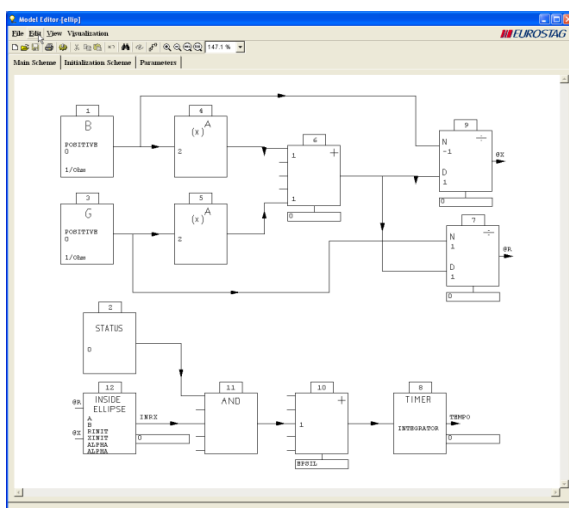 Model Editor-[ellip]
File Edit View Visualization
EUROSTAG
147.1 %
Main Scheme Initialization Scheme Parameters
1
B
POSITIVE
0
1/Ohm
4
(x)^A
2
6
+
1
1
0
9
÷
N
-1
D
1
@X
0
3
G
POSITIVE
0
1/Ohm
5
(x)^A
2
7
÷
N
1
D
1
@R
0
2
STATUS
0
12
INSIDE
ELLIPSE
@R
@X
A
B
RINIT
XINIT
ALPHA
ALPHA
INRX
0
11
AND
10
+
1
EPSIL
8
TIMER
INTEGRATOR
TEMPO
0